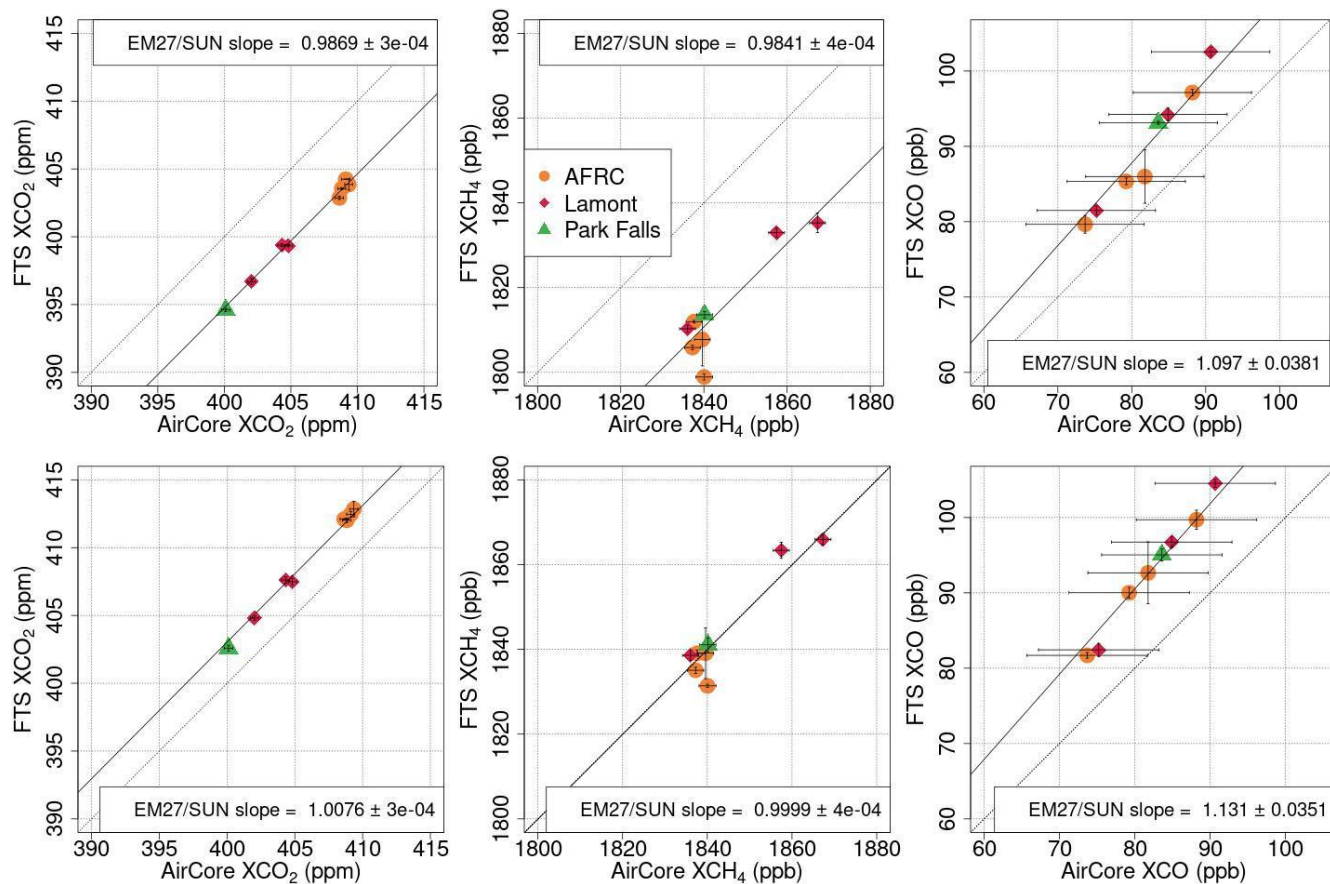 EM27/SUN slope = 0.9869 ± 3e-04
FTS XCO₂ (ppm)
415
410
405
400
395
390
390 395 400 405 410 415
AirCore XCO₂ (ppm)
EM27/SUN slope = 0.9841 ± 4e-04
FTS XCH₄ (ppb)
1880
1860
1840
1820
1800
AFRC
Lamont
Park Falls
1800 1820 1840 1860 1880
AirCore XCH₄ (ppb)
FTS XCO (ppb)
100
90
80
70
60
EM27/SUN slope = 1.097 ± 0.0381
60 70 80 90 100
AirCore XCO (ppb)
FTS XCO₂ (ppm)
415
410
405
400
395
390
EM27/SUN slope = 1.0076 ± 3e-04
390 395 400 405 410 415
AirCore XCO₂ (ppm)
FTS XCH₄ (ppb)
1880
1860
1840
1820
1800
EM27/SUN slope = 0.9999 ± 4e-04
1800 1820 1840 1860 1880
AirCore XCH₄ (ppb)
FTS XCO (ppb)
100
90
80
70
60
EM27/SUN slope = 1.131 ± 0.0351
60 70 80 90 100
AirCore XCO (ppb)